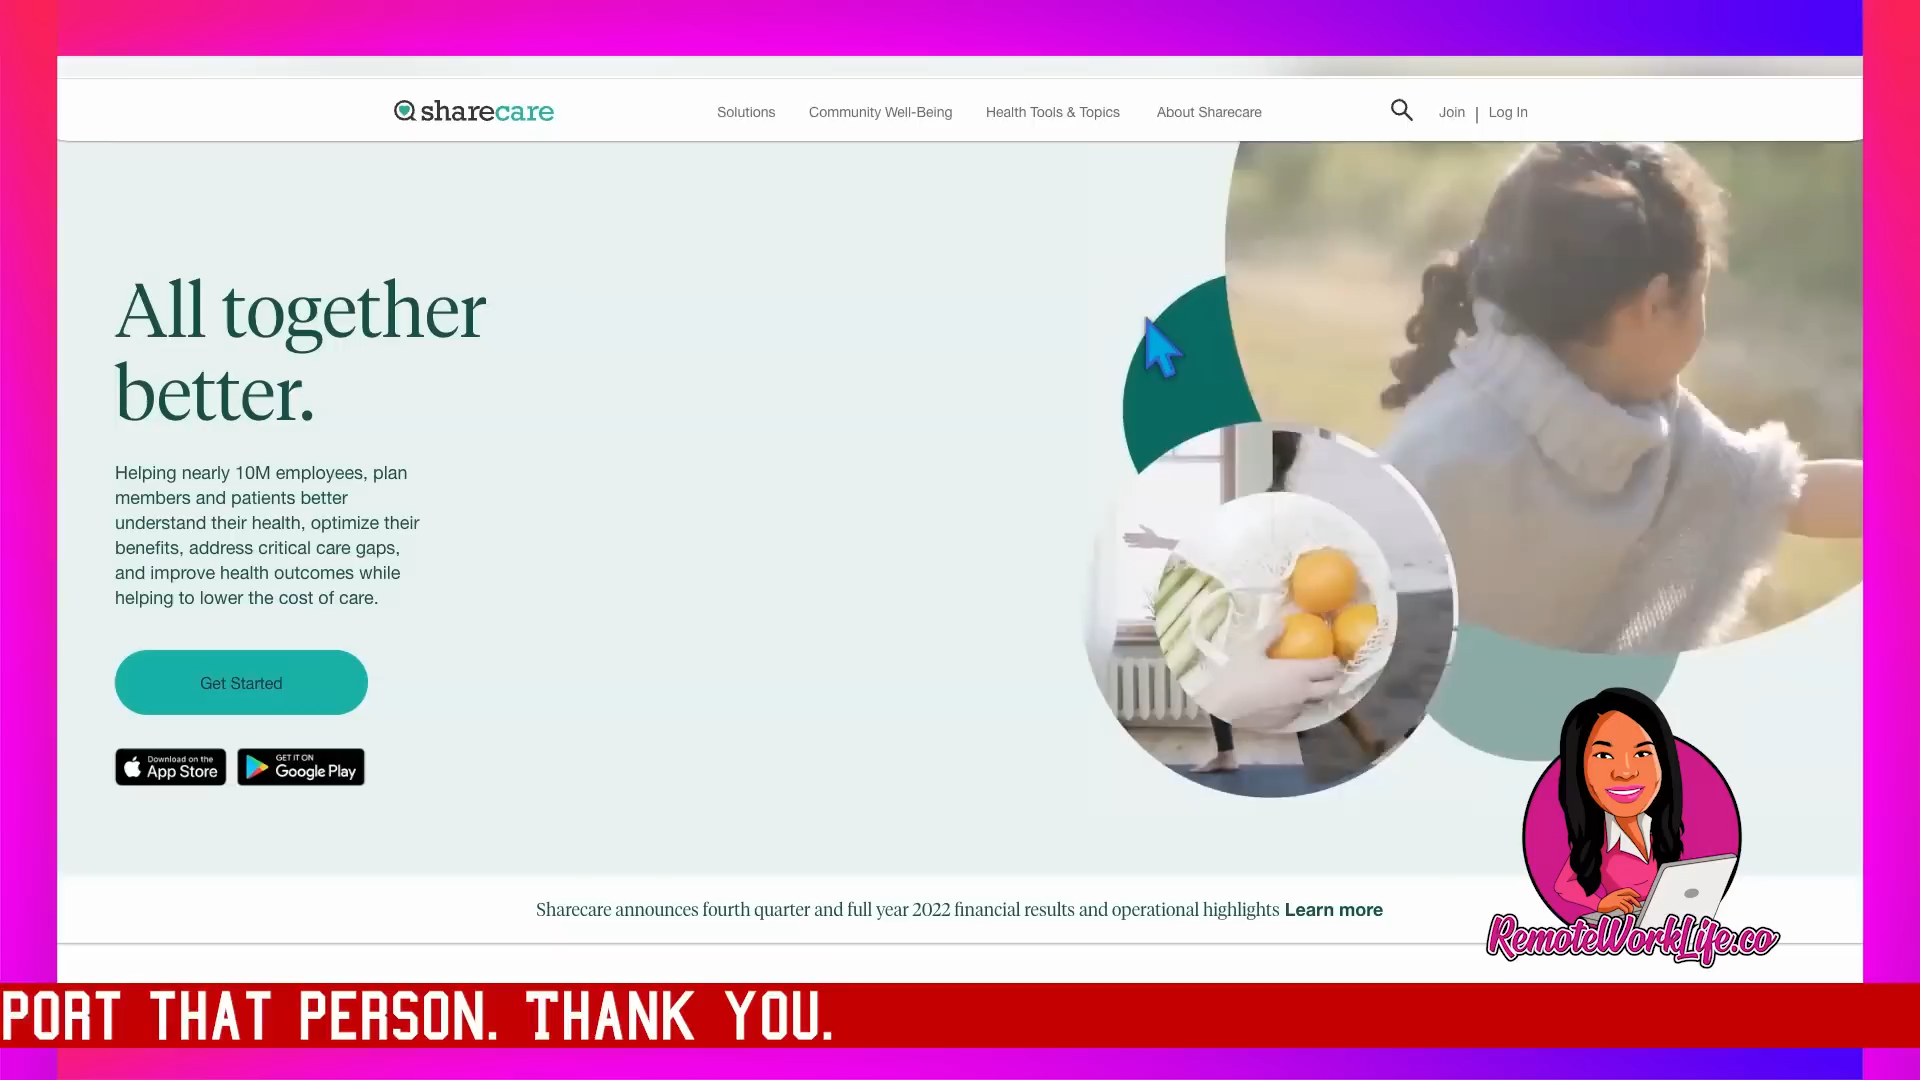 sharecare
Solutions
Community Well-Being
Health Tools & Topics
About Sharecare
Join | Log In
All together
better.
Helping nearly 10M employees, plan
members and patients better
understand their health, optimize their
benefits, address critical care gaps,
and improve health outcomes while
helping to lower the cost of care.
Get Started
Download on the
App Store
GET IT ON
Google Play
Sharecare announces fourth quarter and full year 2022 financial results and operational highlights Learn more
RemoteWorkLife.co
PORT THAT PERSON. THANK YOU.